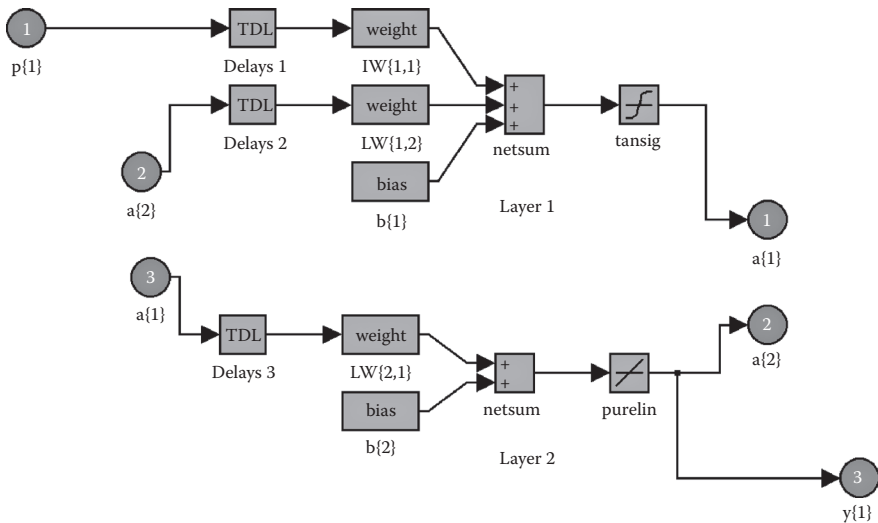 1
TDL
weight
p{1}
Delays 1
IW{1,1}
+
+
+
2
TDL
weight
Delays 2
LW{1,2}
netsum
tansig
a{2}
bias
b{1}
Layer 1
1
a{1}
3
a{1}
TDL
weight
Delays 3
LW{2,1}
+
+
2
a{2}
bias
b{2}
netsum
purelin
Layer 2
3
y{1}